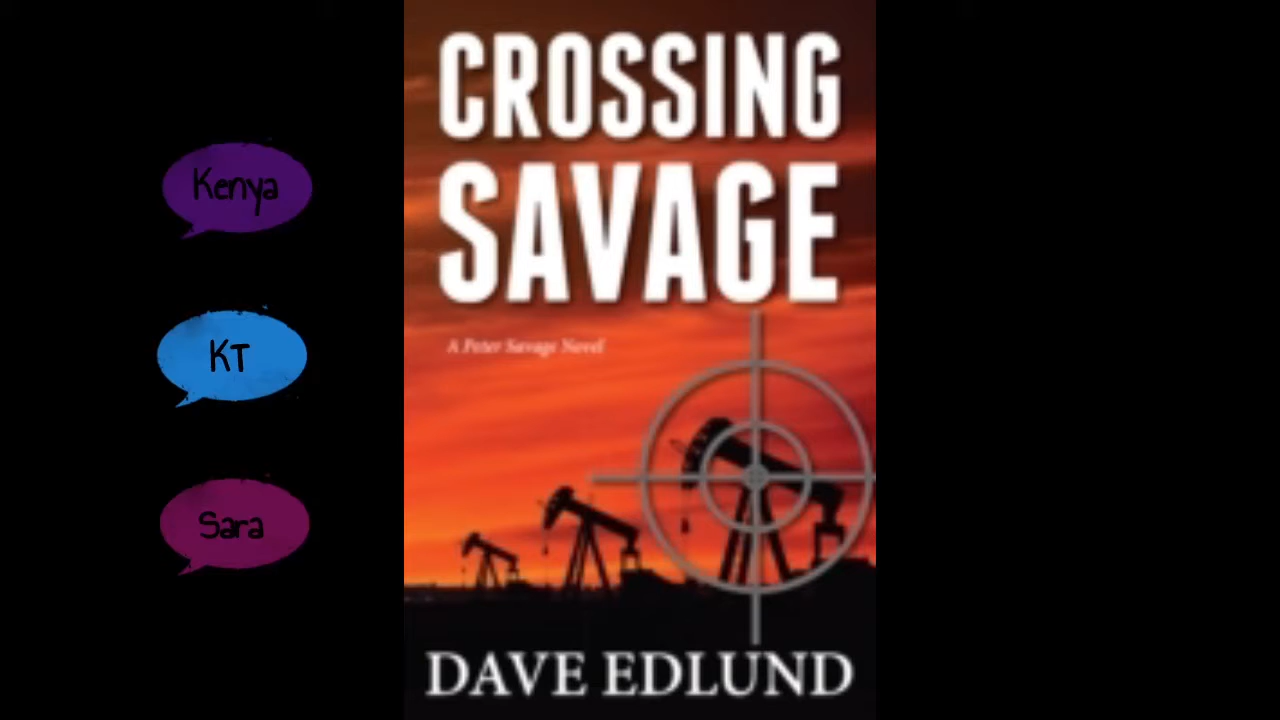 Kenya
KT
Sara
CROSSING
SAVAGE
A Peter Savage Novel
DAVE EDLUND